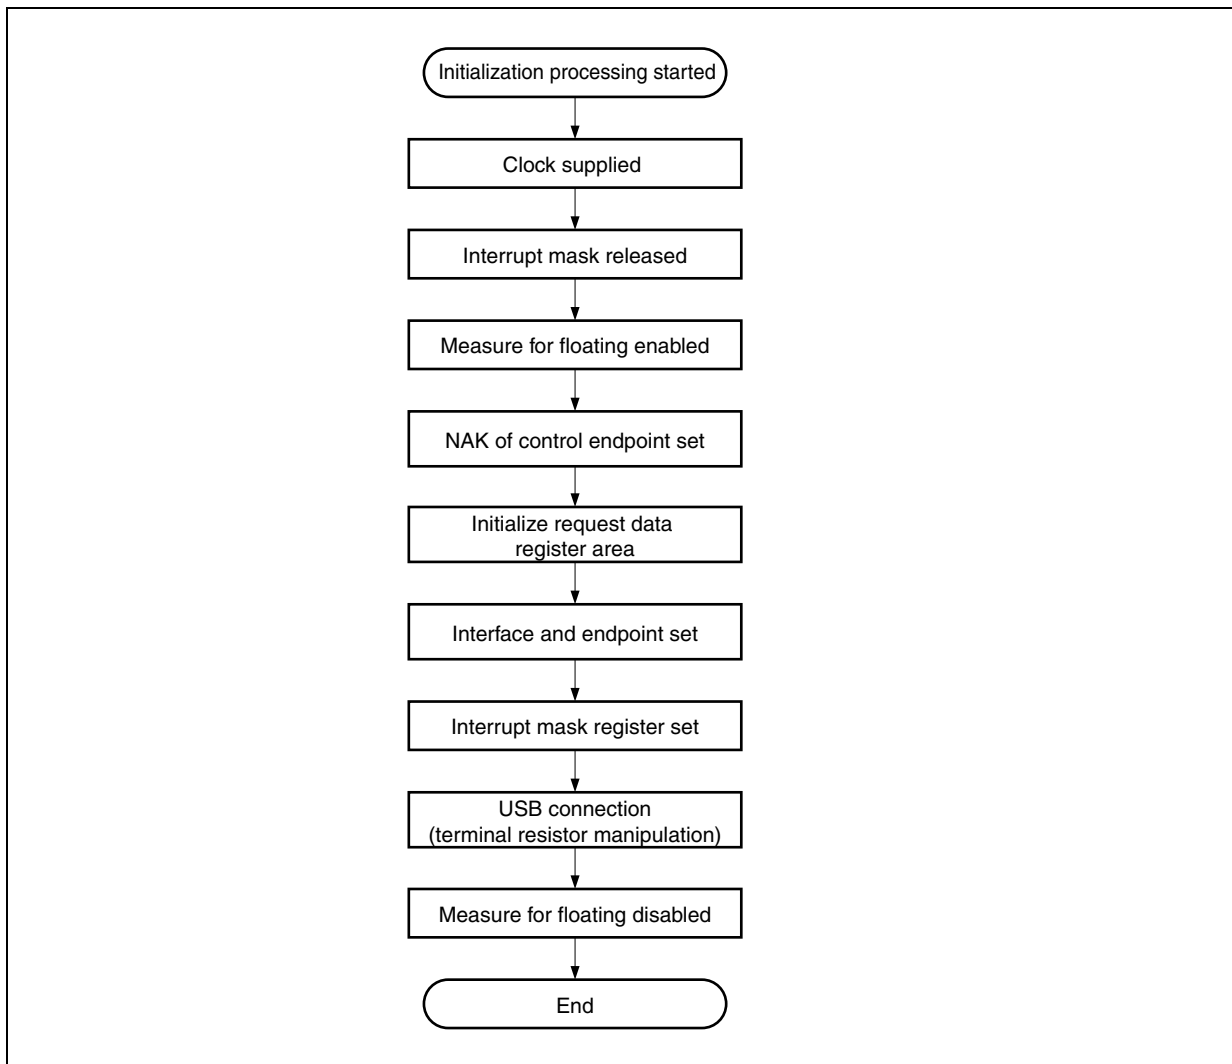 Initialization processing started
Clock supplied
Interrupt mask released
Measure for floating enabled
NAK of control endpoint set
Initialize request data
register area
Interface and endpoint set
Interrupt mask register set
USB connection
(terminal resistor manipulation)
Measure for floating disabled
End